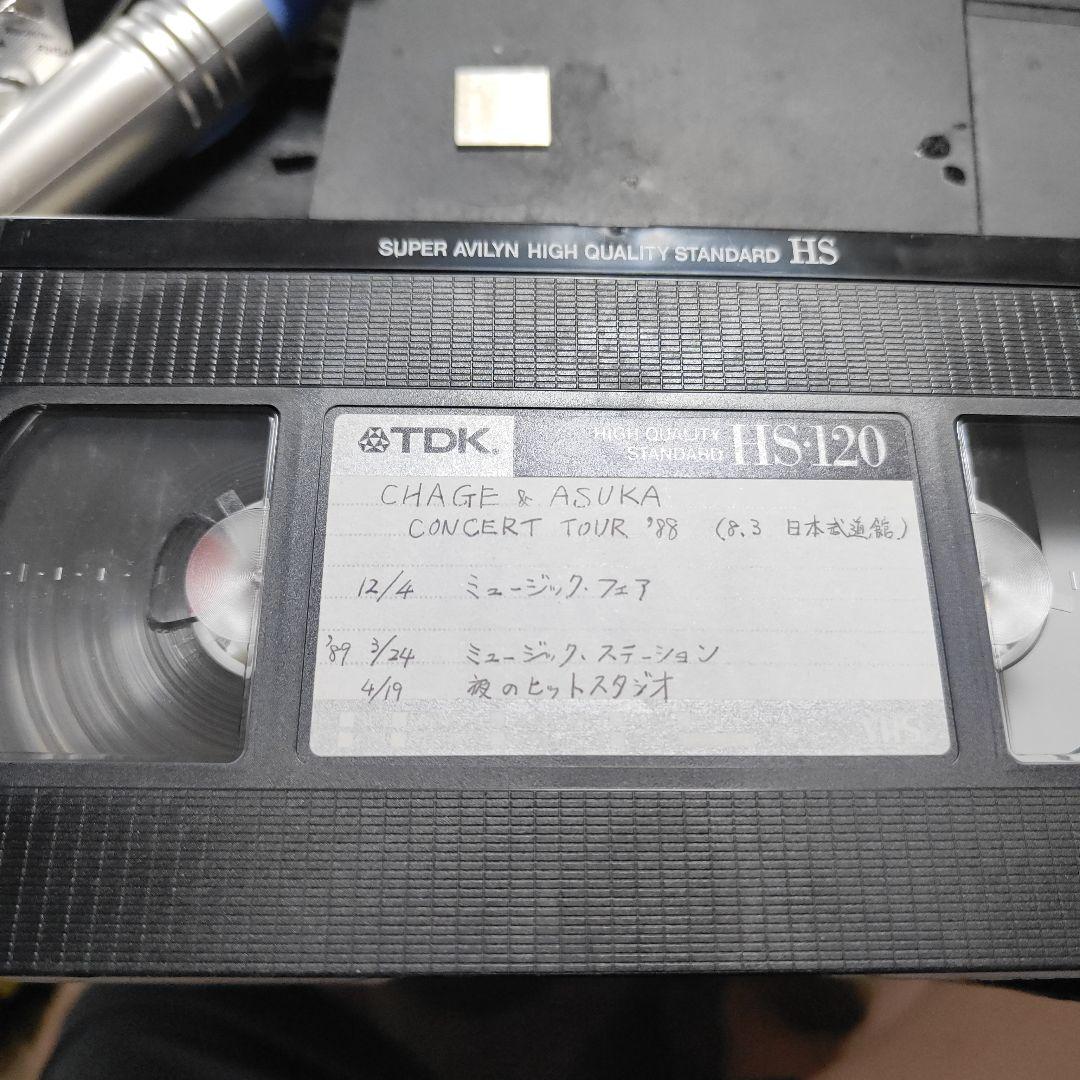 SUPER AVILYN HIGH QUALITY STANDARD HS
TDK.
HIGH QUALITY
STANDARD HS・120
CHAGE & ASUKA
CONCERT TOUR '88 (8.3 日本武道館)
12/4 ミュージック・フェア
'89 3/24 ミュージック、ステーション
4/19 夜のヒットスタジオ
VHS